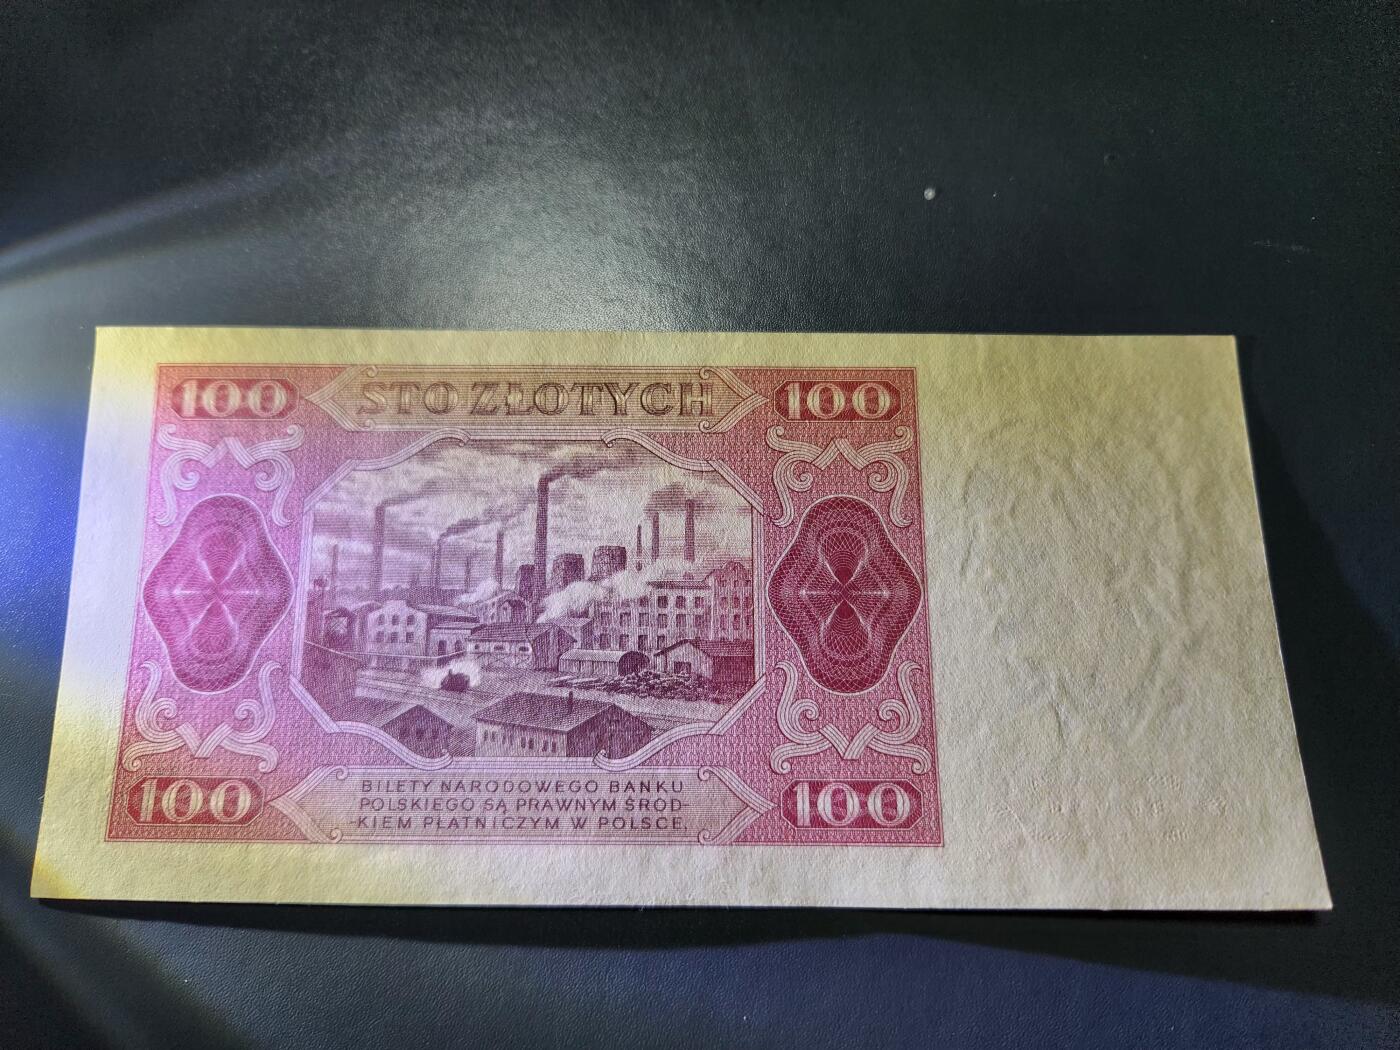 100 STO ZŁOTYCH 100
BILETY NARODOWEGO BANKU
POLSKIEGO SĄ PRAWNYM ŚROD-
-KIEM PŁATNICZYM W POLSCE.
100 100